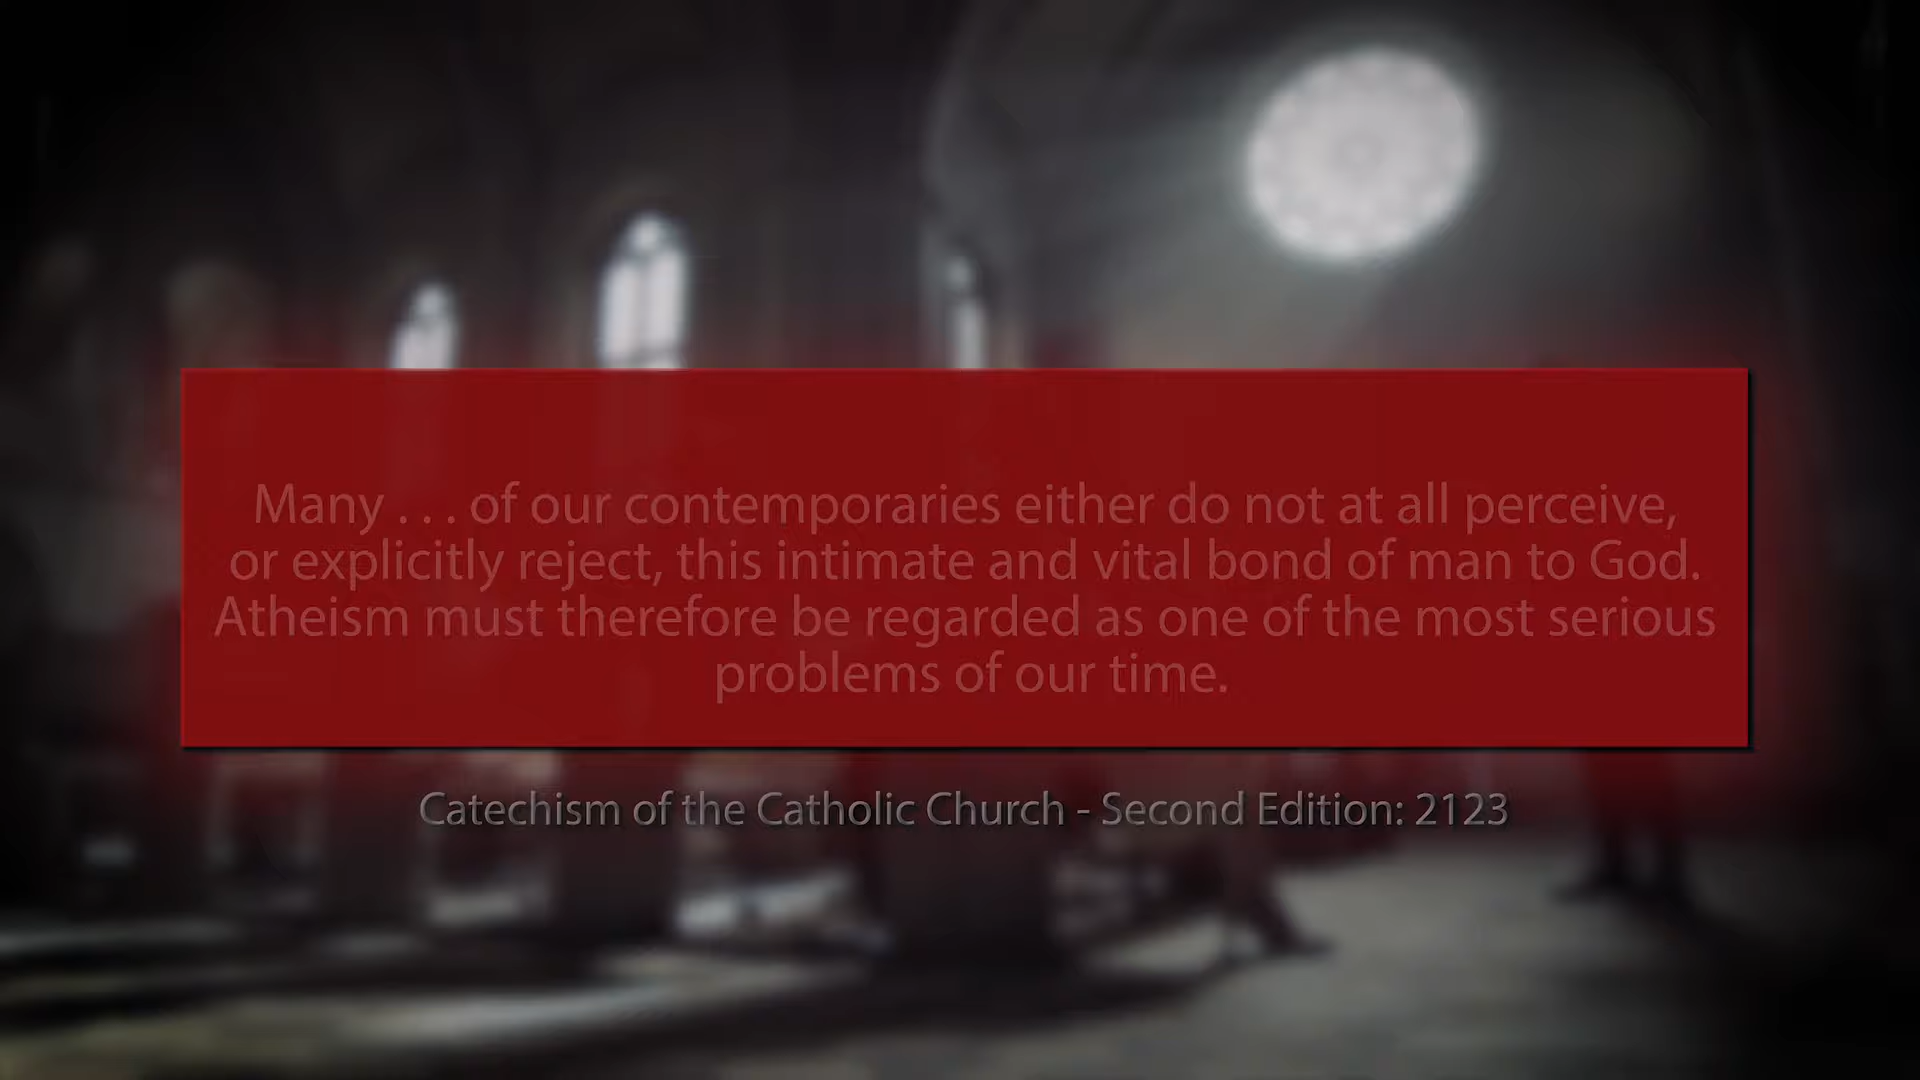 Many . . . of our contemporaries either do not at all perceive,
or explicitly reject, this intimate and vital bond of man to God.
Atheism must therefore be regarded as one of the most serious
problems of our time.
Catechism of the Catholic Church - Second Edition: 2123